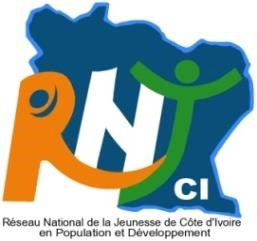 RNJ
CI
Réseau National de la Jeunesse de Côte d'Ivoire
en Population et Développement